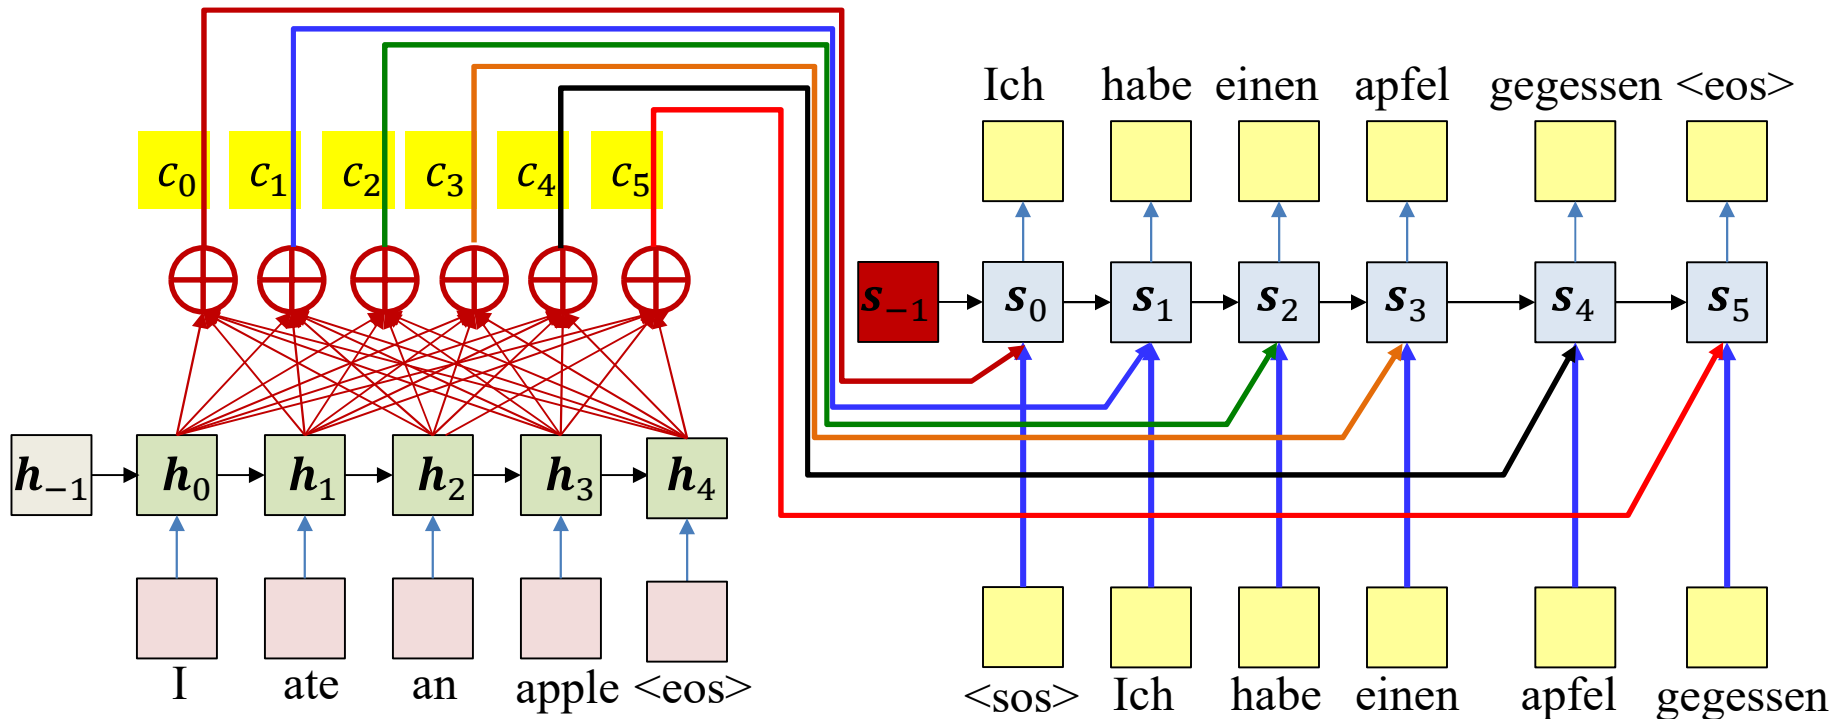 Ich habe einen apfel gegessen <eos>
c₀ c₁ c₂ c₃ c₄ c₅
s₋₁ s₀ s₁ s₂ s₃ s₄ s₅
h₋₁ h₀ h₁ h₂ h₃ h₄
I ate an apple <eos>
<sos> Ich habe einen apfel gegessen